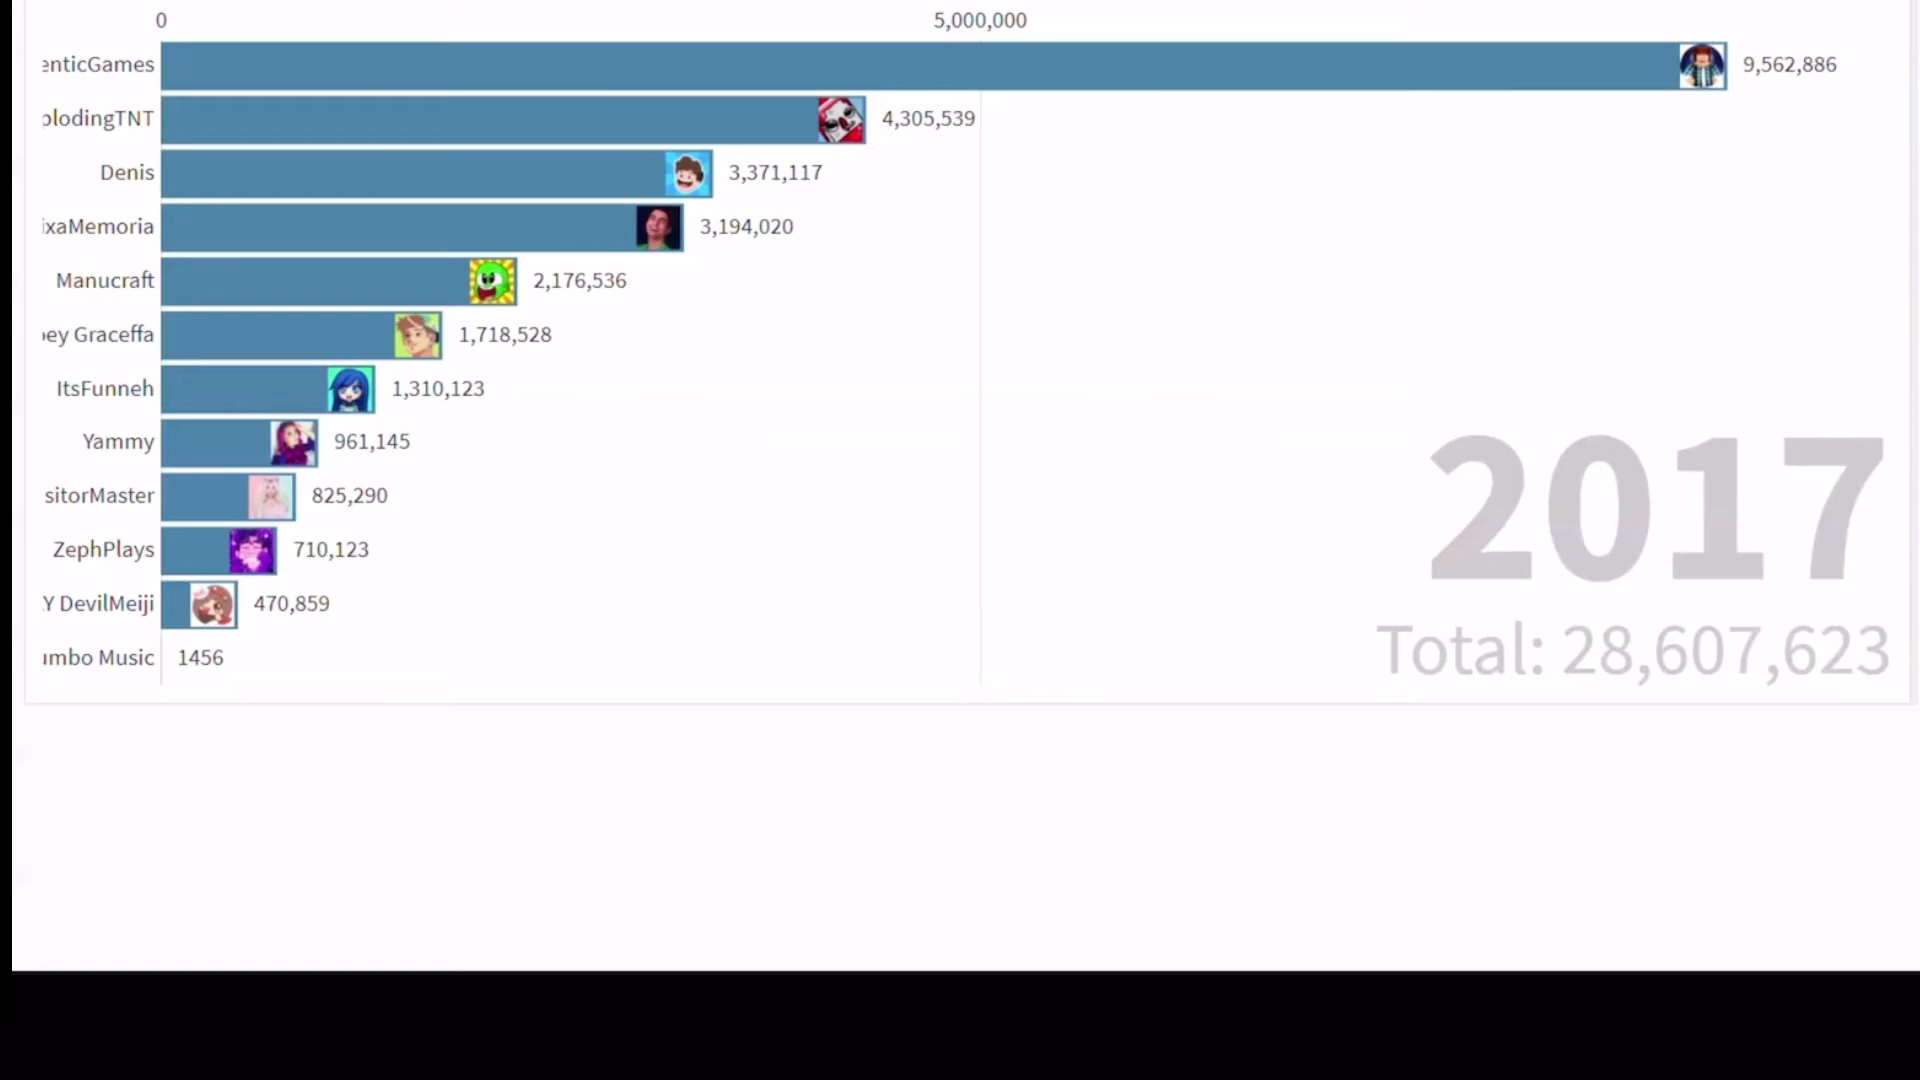 0 5,000,000
enticGames 9,562,886
plodingTNT 4,305,539
Denis 3,371,117
ixaMemoria 3,194,020
Manucraft 2,176,536
oey Graceffa 1,718,528
ItsFunneh 1,310,123
Yammy 961,145
sitorMaster 825,290
ZephPlays 710,123
Y DevilMeiji 470,859
umbo Music 1456
2017
Total: 28,607,623